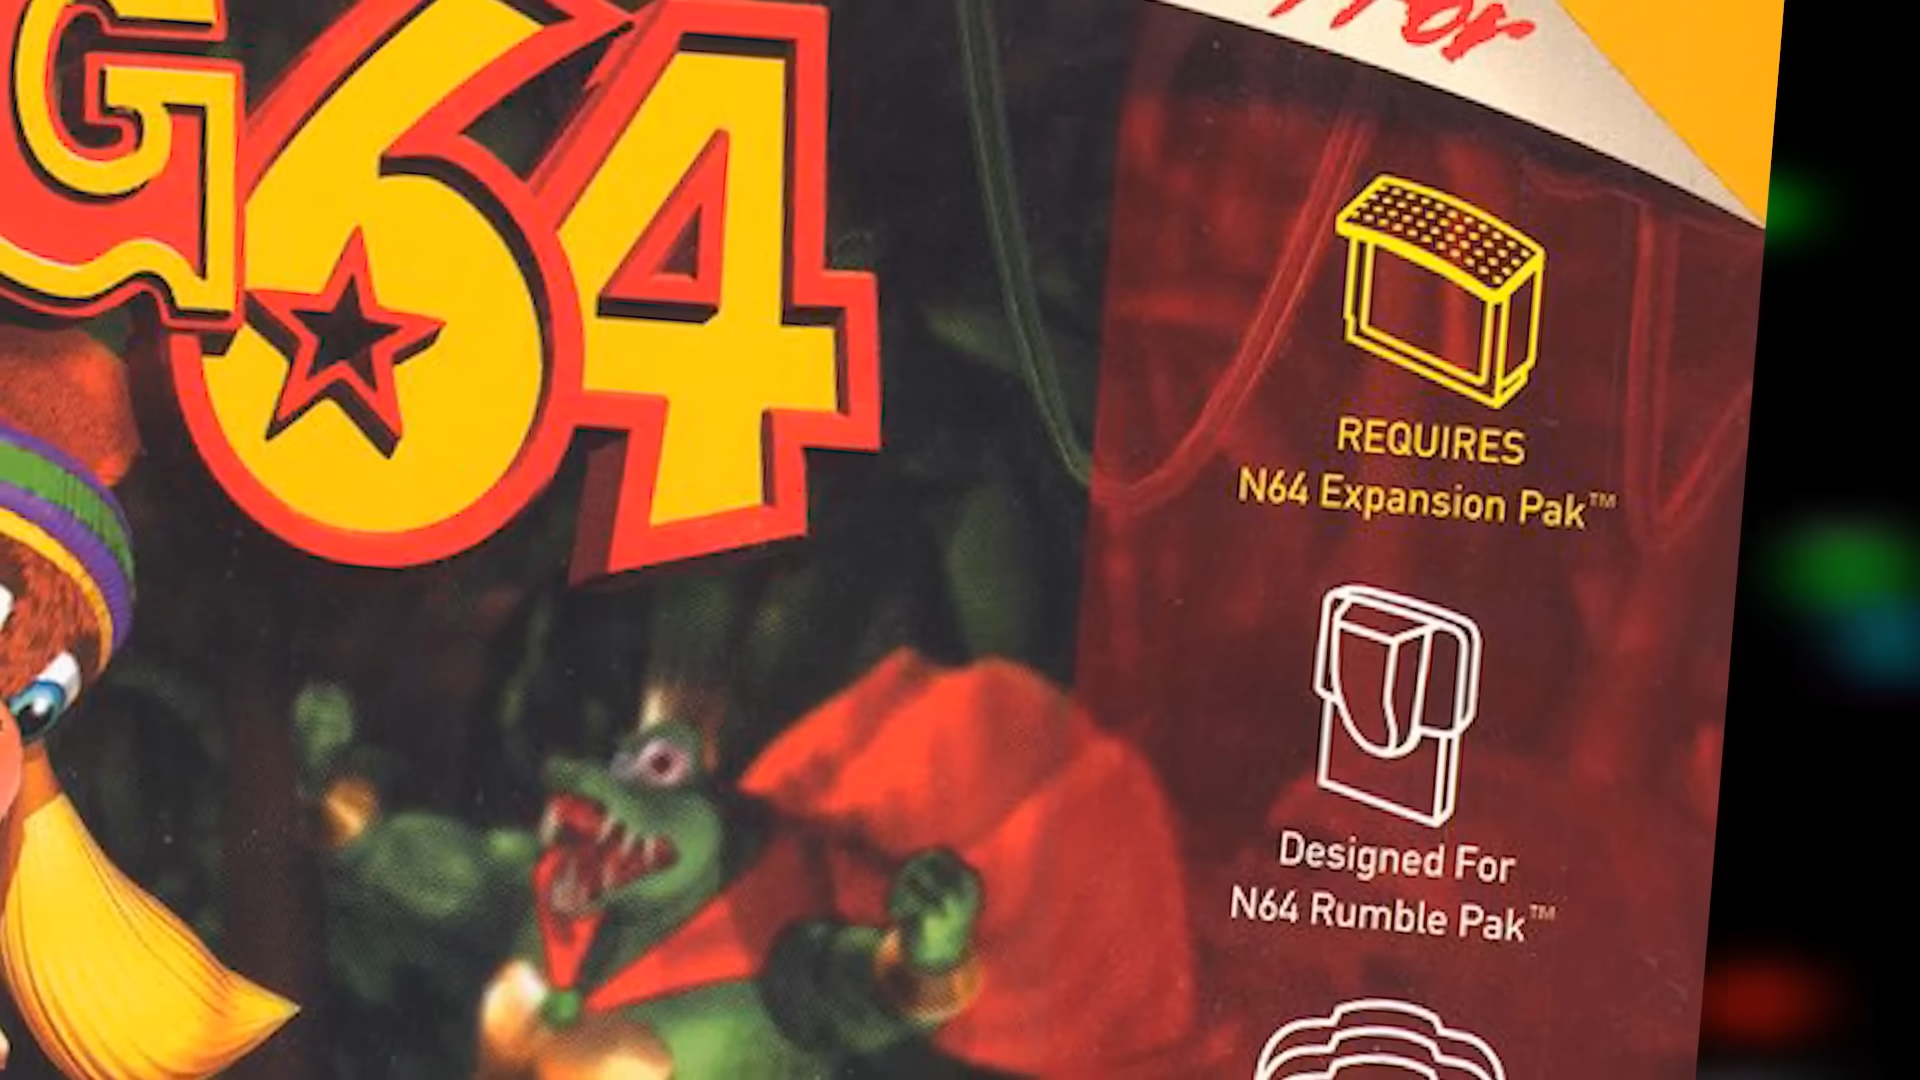 G64
REQUIRES
N64 Expansion Pak™
Designed For
N64 Rumble Pak™